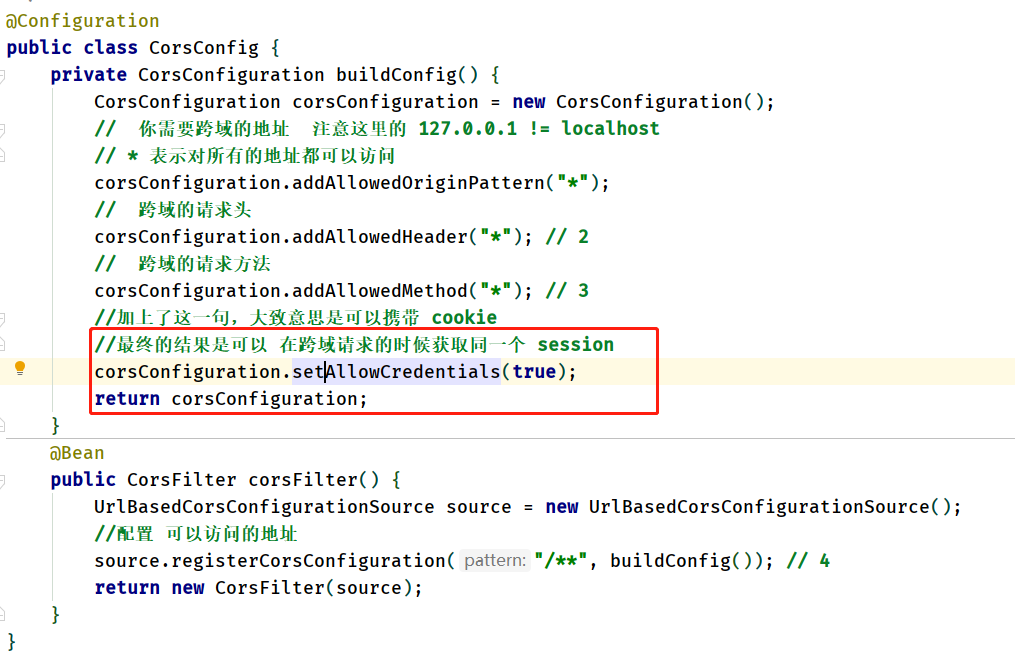 @Configuration
public class CorsConfig {
private CorsConfiguration buildConfig() {
CorsConfiguration corsConfiguration = new CorsConfiguration();
//  你需要跨域的地址  注意这里的 127.0.0.1 != localhost
// * 表示对所有的地址都可以访问
corsConfiguration.addAllowedOriginPattern("*");
//  跨域的请求头
corsConfiguration.addAllowedHeader("*"); // 2
//  跨域的请求方法
corsConfiguration.addAllowedMethod("*"); // 3
//加上了这一句，大致意思是可以携带 cookie
//最终的结果是可以 在跨域请求的时候获取同一个 session
corsConfiguration.setAllowCredentials(true);
return corsConfiguration;
}
@Bean
public CorsFilter corsFilter() {
UrlBasedCorsConfigurationSource source = new UrlBasedCorsConfigurationSource();
//配置 可以访问的地址
source.registerCorsConfiguration( pattern: "/**", buildConfig()); // 4
return new CorsFilter(source);
}
}